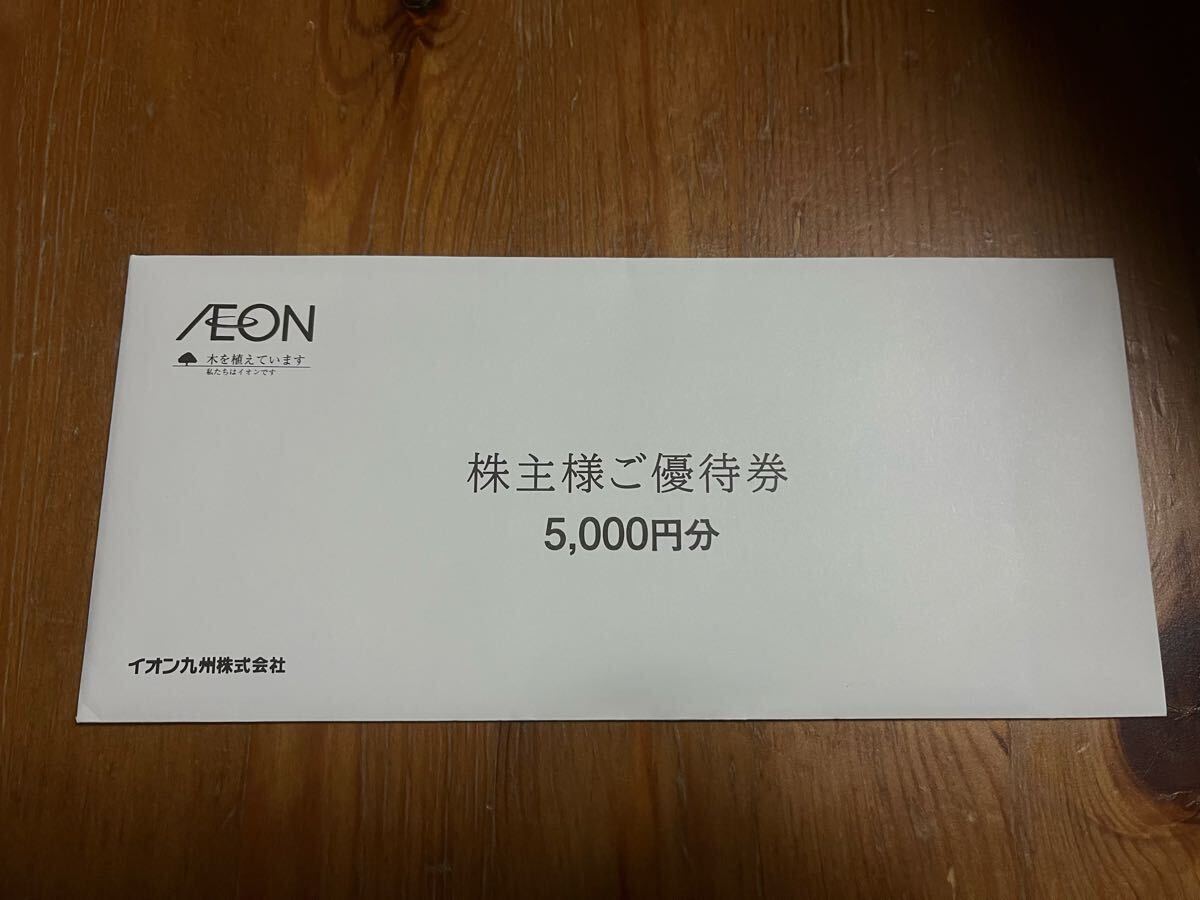 ÆON
木を植えています
私たちはイオンです
株主様ご優待券
5,000円分
イオン九州株式会社